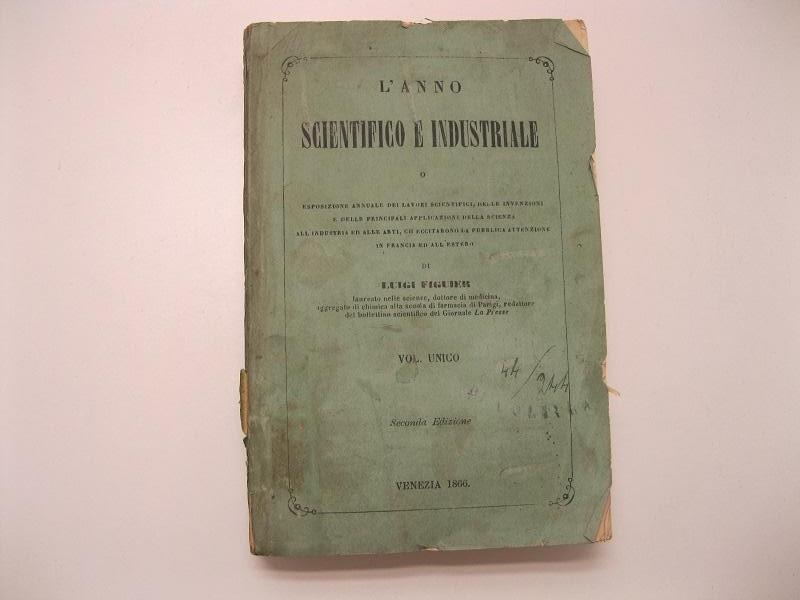 L'ANNO
SCIENTIFICO E INDUSTRIALE
O
ESPOSIZIONE ANNUALE DEI LAVORI SCIENTIFICI, DELLE INVENZIONI
E DELLE PRINCIPALI APPLICAZIONI DELLA SCIENZA
ALL INDUSTRIA ED ALLE ARTI, CH ECCITARONO LA PUBBLICA ATTENZIONE
IN FRANCIA ED ALL ESTERO
DI
LUIGI FIGUIER
laureato nelle scienze, dottore di medicina,
aggregato di chimica alla scuola di farmacia di Parigi, redattore
del bollettino scientifico del Giornale La Presse
VOL. UNICO
44/244
Seconda Edizione
VENEZIA 1866.